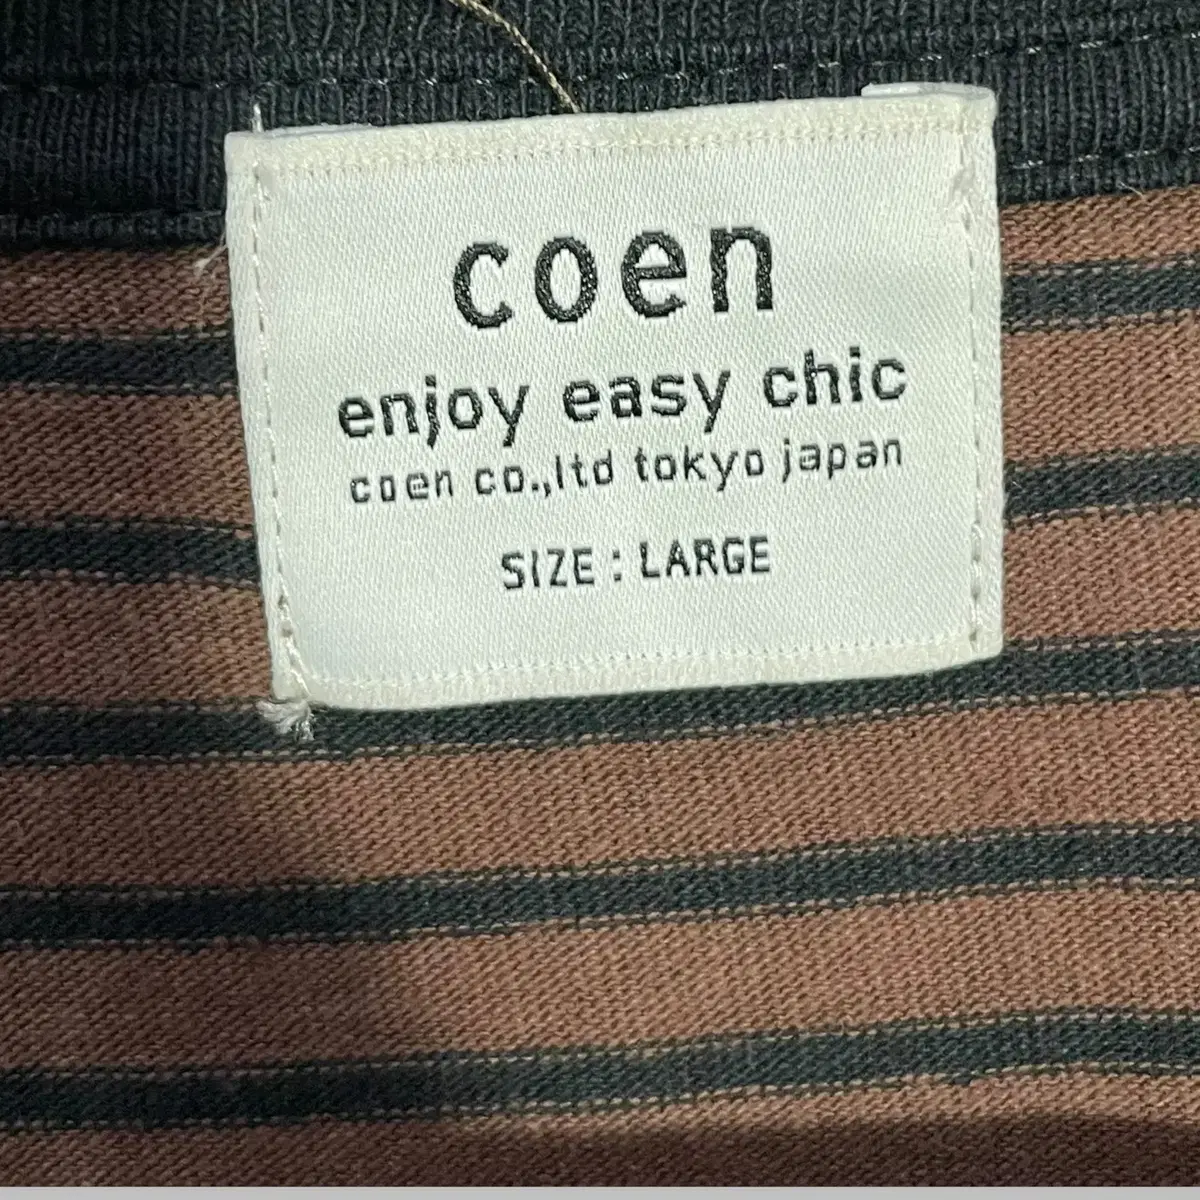 coen
enjoy easy chic
coen co.,ltd tokyo japan
SIZE : LARGE